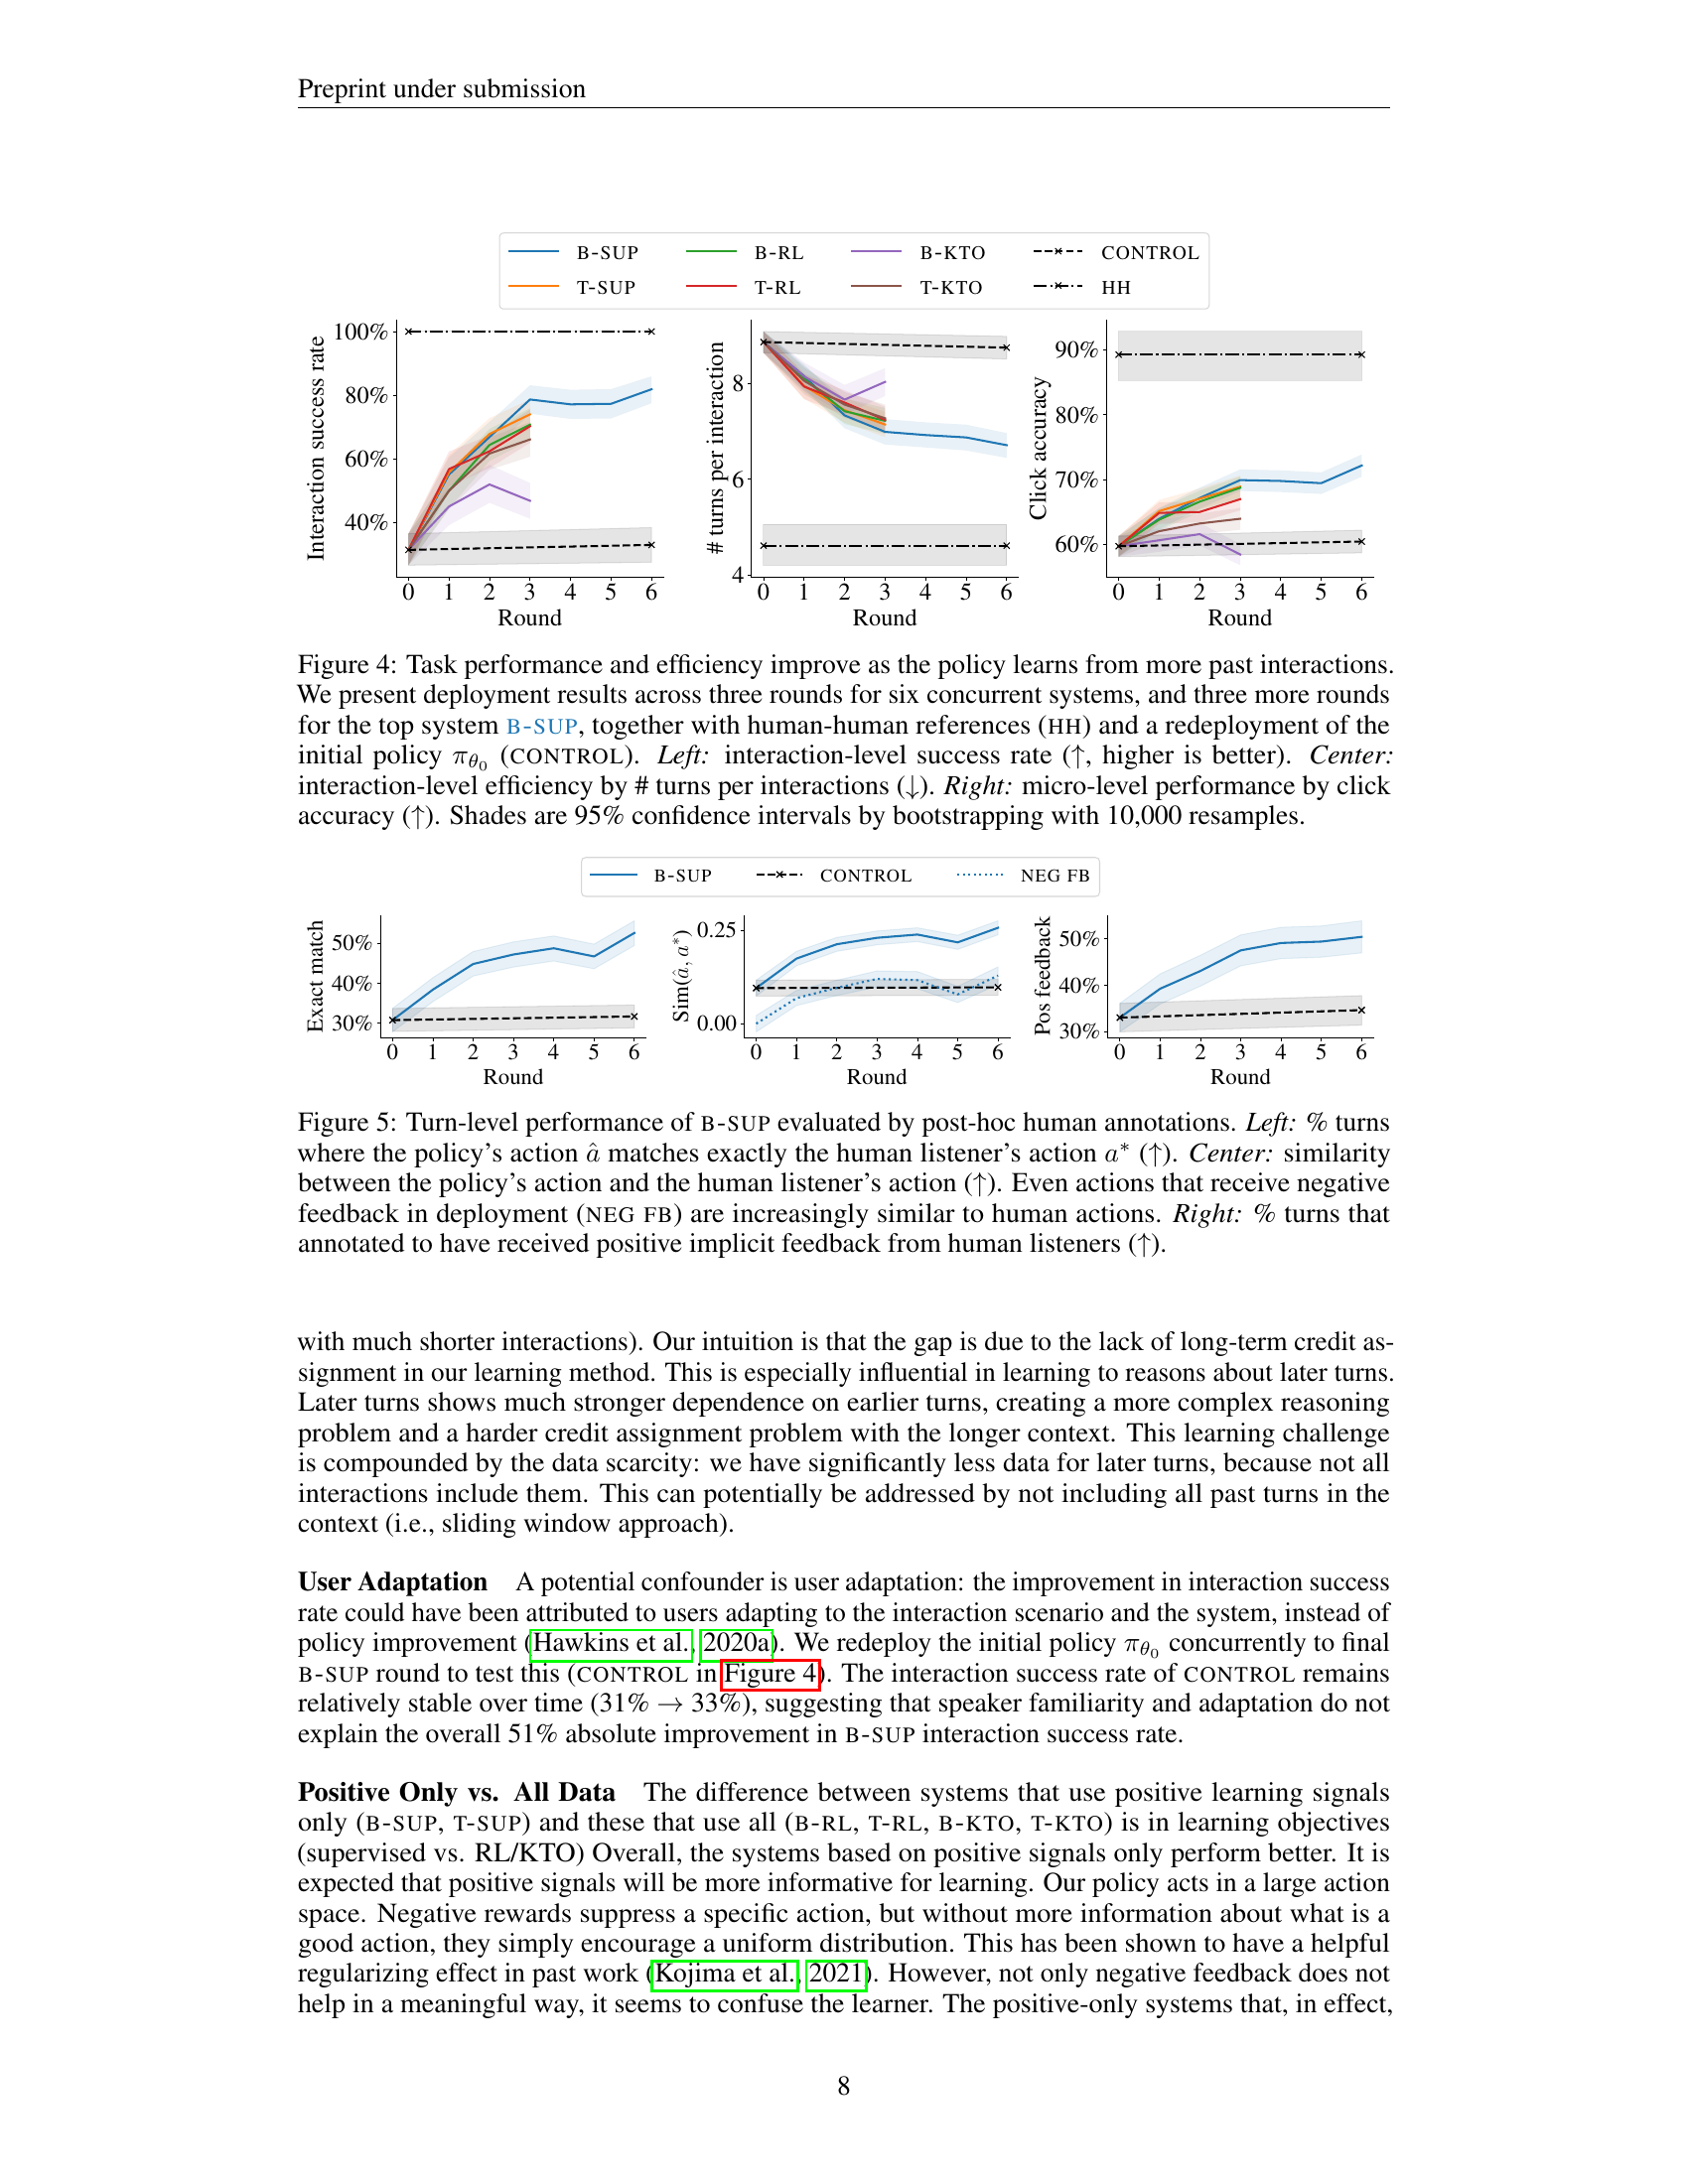 Preprint under submission
B-SUP B-RL B-KTO CONTROL
T-SUP T-RL T-KTO HH
Interaction success rate
100%
80%
60%
40%
0 1 2 3 4 5 6
Round
# turns per interaction
8
6
4
0 1 2 3 4 5 6
Round
Click accuracy
90%
80%
70%
60%
0 1 2 3 4 5 6
Round
Figure 4: Task performance and efficiency improve as the policy learns from more past interactions.
We present deployment results across three rounds for six concurrent systems, and three more rounds
for the top system B-SUP, together with human-human references (HH) and a redeployment of the
initial policy πθ0 (CONTROL). Left: interaction-level success rate (↑, higher is better). Center:
interaction-level efficiency by # turns per interactions (↓). Right: micro-level performance by click
accuracy (↑). Shades are 95% confidence intervals by bootstrapping with 10,000 resamples.
B-SUP CONTROL NEG FB
Exact match
50%
40%
30%
0 1 2 3 4 5 6
Round
Sim(â, a*)
0.25
0.00
0 1 2 3 4 5 6
Round
Pos feedback
50%
40%
30%
0 1 2 3 4 5 6
Round
Figure 5: Turn-level performance of B-SUP evaluated by post-hoc human annotations. Left: % turns
where the policy's action â matches exactly the human listener's action a* (↑). Center: similarity
between the policy's action and the human listener's action (↑). Even actions that receive negative
feedback in deployment (NEG FB) are increasingly similar to human actions. Right: % turns that
annotated to have received positive implicit feedback from human listeners (↑).
with much shorter interactions). Our intuition is that the gap is due to the lack of long-term credit as-
signment in our learning method. This is especially influential in learning to reasons about later turns.
Later turns shows much stronger dependence on earlier turns, creating a more complex reasoning
problem and a harder credit assignment problem with the longer context. This learning challenge
is compounded by the data scarcity: we have significantly less data for later turns, because not all
interactions include them. This can potentially be addressed by not including all past turns in the
context (i.e., sliding window approach).
User Adaptation A potential confounder is user adaptation: the improvement in interaction success
rate could have been attributed to users adapting to the interaction scenario and the system, instead of
policy improvement (Hawkins et al., 2020a). We redeploy the initial policy πθ0 concurrently to final
B-SUP round to test this (CONTROL in Figure 4). The interaction success rate of CONTROL remains
relatively stable over time (31% → 33%), suggesting that speaker familiarity and adaptation do not
explain the overall 51% absolute improvement in B-SUP interaction success rate.
Positive Only vs. All Data The difference between systems that use positive learning signals
only (B-SUP, T-SUP) and these that use all (B-RL, T-RL, B-KTO, T-KTO) is in learning objectives
(supervised vs. RL/KTO) Overall, the systems based on positive signals only perform better. It is
expected that positive signals will be more informative for learning. Our policy acts in a large action
space. Negative rewards suppress a specific action, but without more information about what is a
good action, they simply encourage a uniform distribution. This has been shown to have a helpful
regularizing effect in past work (Kojima et al., 2021). However, not only negative feedback does not
help in a meaningful way, it seems to confuse the learner. The positive-only systems that, in effect,
8